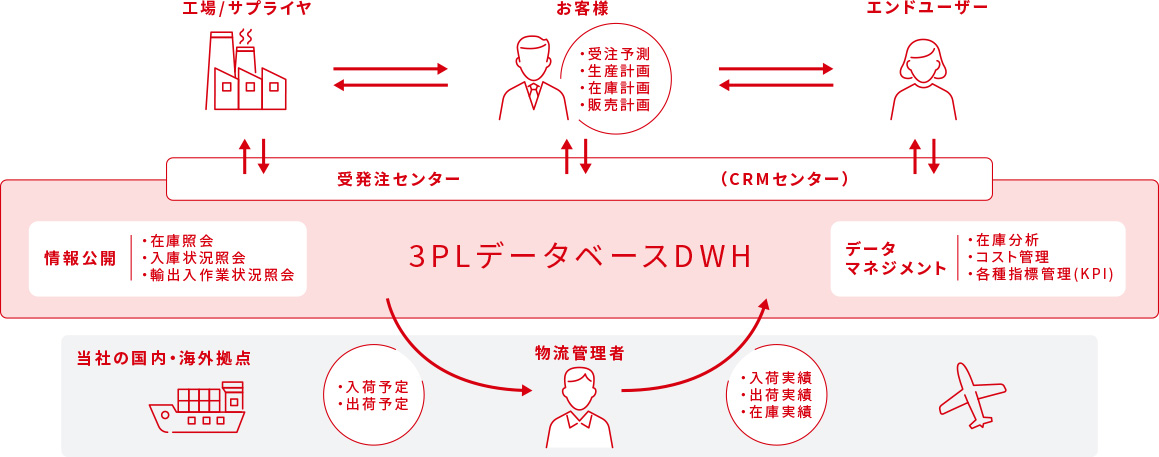 工場/サプライヤ
お客様
エンドユーザー
・受注予測
・生産計画
・在庫計画
・販売計画
受発注センター
（CRMセンター）
情報公開
・在庫照会
・入庫状況照会
・輸出入作業状況照会
3PLデータベースDWH
データ
マネジメント
・在庫分析
・コスト管理
・各種指標管理(KPI)
当社の国内・海外拠点
・入荷予定
・出荷予定
物流管理者
・入荷実績
・出荷実績
・在庫実績